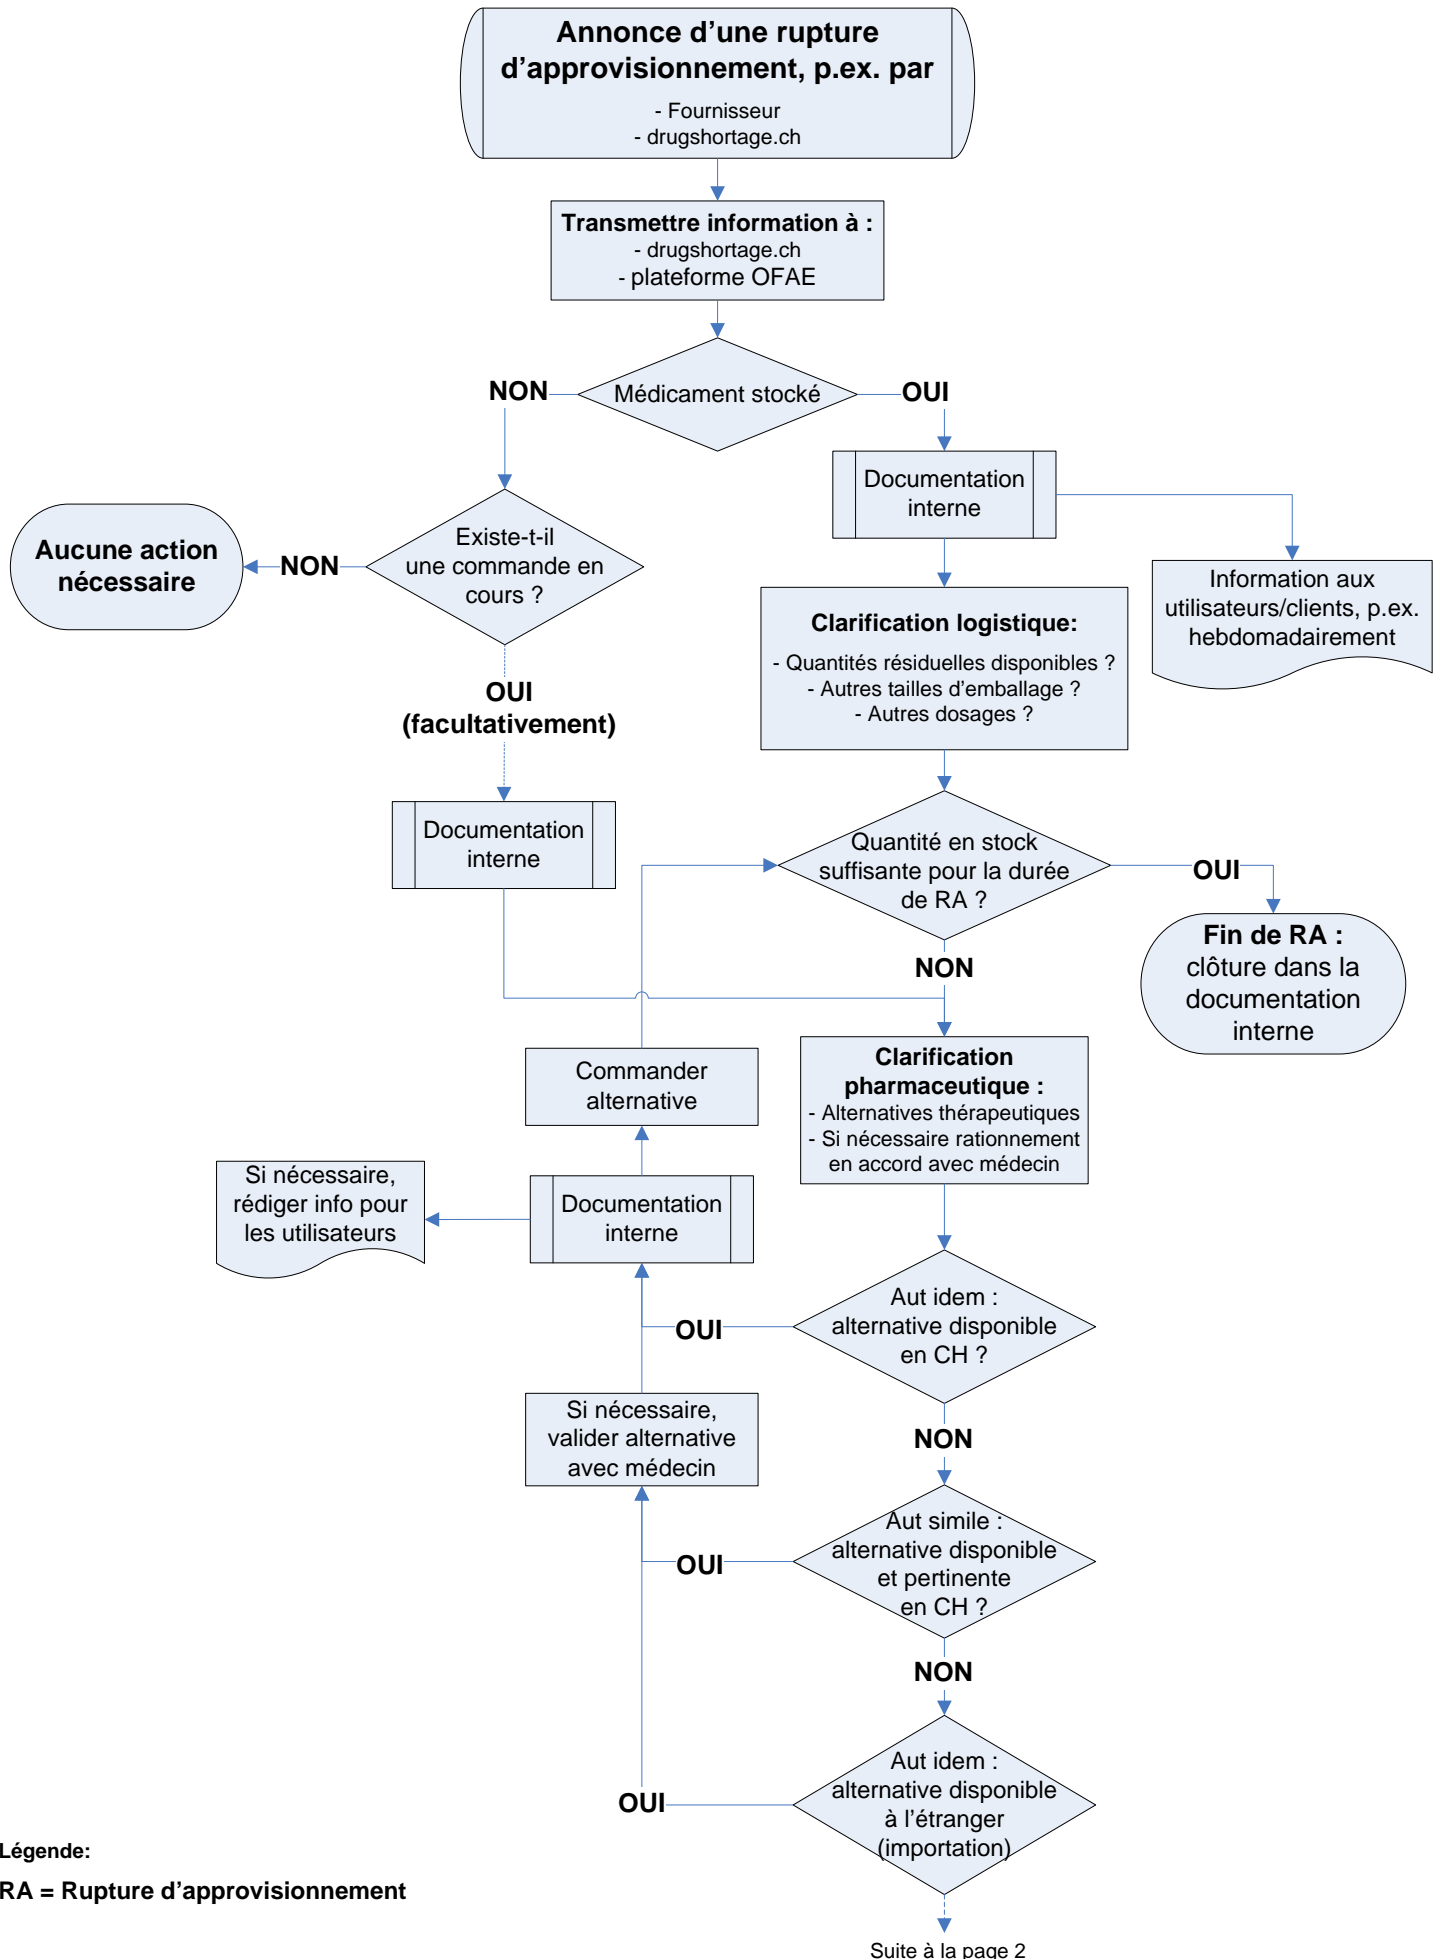 Annonce d'une rupture
d'approvisionnement, p.ex. par
- Fournisseur
- drugshortage.ch
Transmettre information à :
- drugshortage.ch
- plateforme OFAE
Médicament stocké
NON
OUI
Documentation
interne
Existe-t-il
une commande en
cours ?
NON
Aucune action
nécessaire
Information aux
utilisateurs/clients, p.ex.
hebdomadairement
Clarification logistique:
- Quantités résiduelles disponibles ?
- Autres tailles d'emballage ?
- Autres dosages ?
OUI
(facultativement)
Documentation
interne
Quantité en stock
suffisante pour la durée
de RA ?
OUI
Fin de RA :
clôture dans la
documentation
interne
NON
Clarification
pharmaceutique :
- Alternatives thérapeutiques
- Si nécessaire rationnement
en accord avec médecin
Commander
alternative
Documentation
interne
Si nécessaire,
rédiger info pour
les utilisateurs
Aut idem :
alternative disponible
en CH ?
OUI
Si nécessaire,
valider alternative
avec médecin
NON
Aut simile :
alternative disponible
et pertinente
en CH ?
OUI
NON
Aut idem :
alternative disponible
à l'étranger
(importation)
OUI
Légende:
RA = Rupture d'approvisionnement
Suite à la page 2